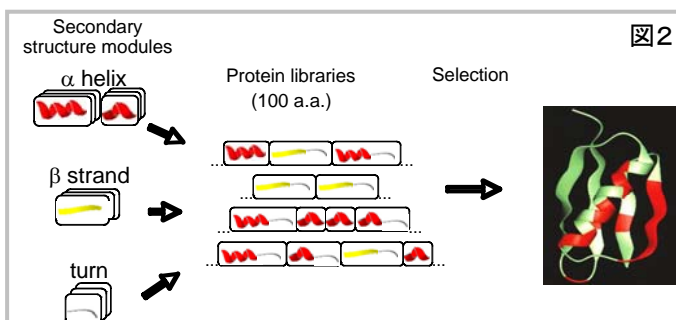 Secondary
structure modules
図2
α helix
Protein libraries
(100 a.a.)
Selection
β strand
turn